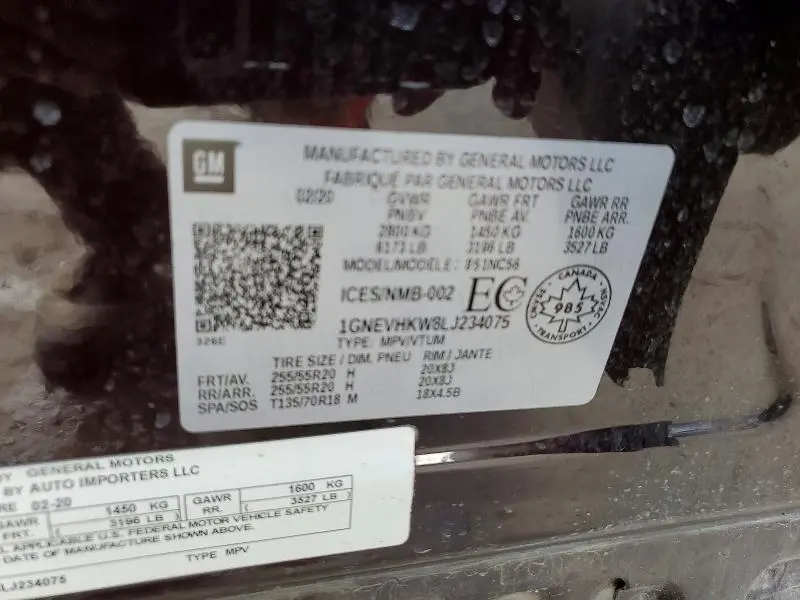 GM
MANUFACTURED BY GENERAL MOTORS LLC
FABRIQUÉ PAR GENERAL MOTORS LLC
02/20 GVWR GAWR FRT GAWR RR
PNBV PNBE AV. PNBE ARR.
2800 KG 1450 KG 1600 KG
6173 LB 3196 LB 3527 LB
MODEL/MODÈLE:
ICES/NMB-002 EC
CANADA
985
TRANSPORT
1GNEVHKW8LJ234075
TYPE: MPV/VTUM
TIRE SIZE / DIM. PNEU RIM / JANTE
FRT/AV. 255/55R20 H 20X8J
RR/ARR. 255/55R20 H 20X8J
SPA/SOS T135/70R18 M 18X4.5B
BY GENERAL MOTORS
BY AUTO IMPORTERS LLC
RE 02-20
GAWR FRT. 1450 KG (3196 LB) GAWR RR. 1600 KG (3527 LB)
APPLICABLE U.S. FEDERAL MOTOR VEHICLE SAFETY
DATE OF MANUFACTURE SHOWN ABOVE.
LJ234075 TYPE MPV